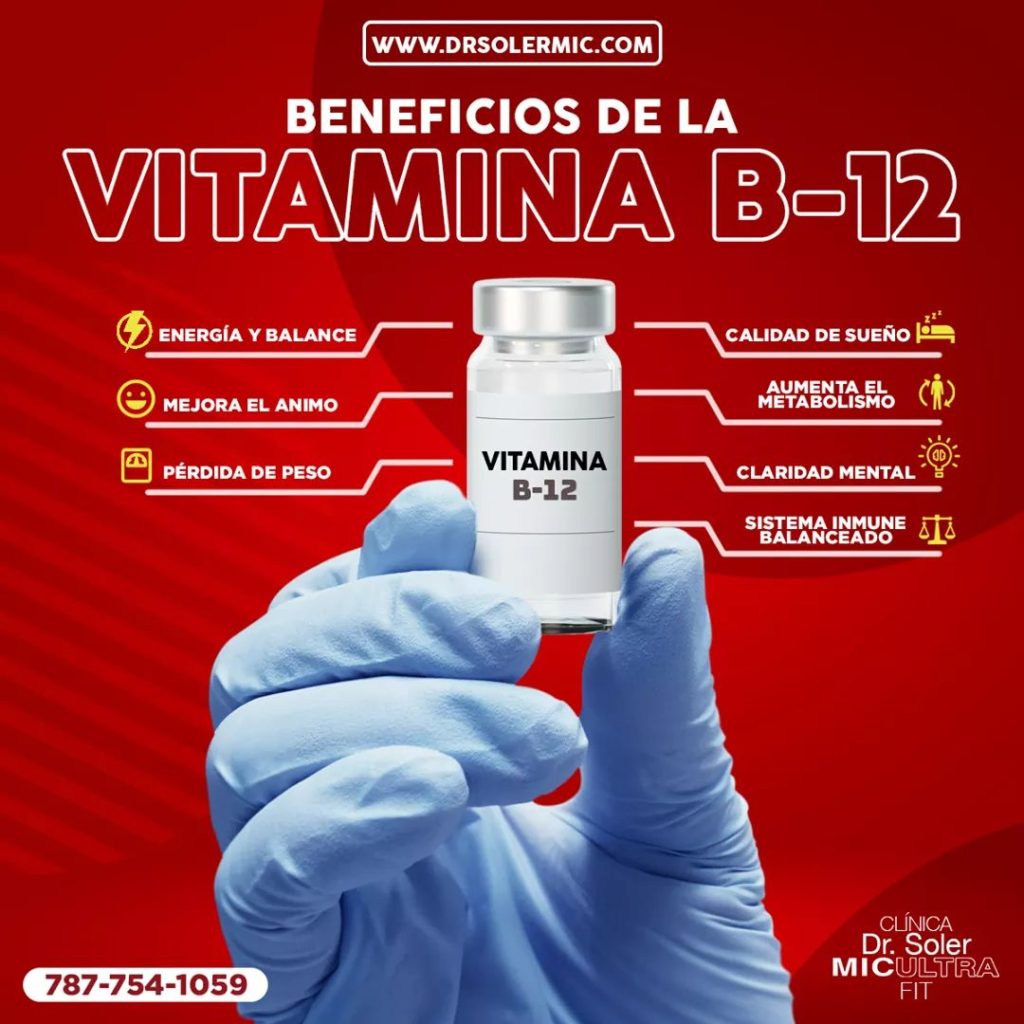 WWW.DRSOLERMIC.COM
BENEFICIOS DE LA
VITAMINA B-12
ENERGÍA Y BALANCE
MEJORA EL ANIMO
PÉRDIDA DE PESO
CALIDAD DE SUEÑO
AUMENTA EL
METABOLISMO
CLARIDAD MENTAL
SISTEMA INMUNE
BALANCEADO
VITAMINA
B-12
787-754-1059
CLÍNICA
Dr. Soler
MICULTRA
FIT